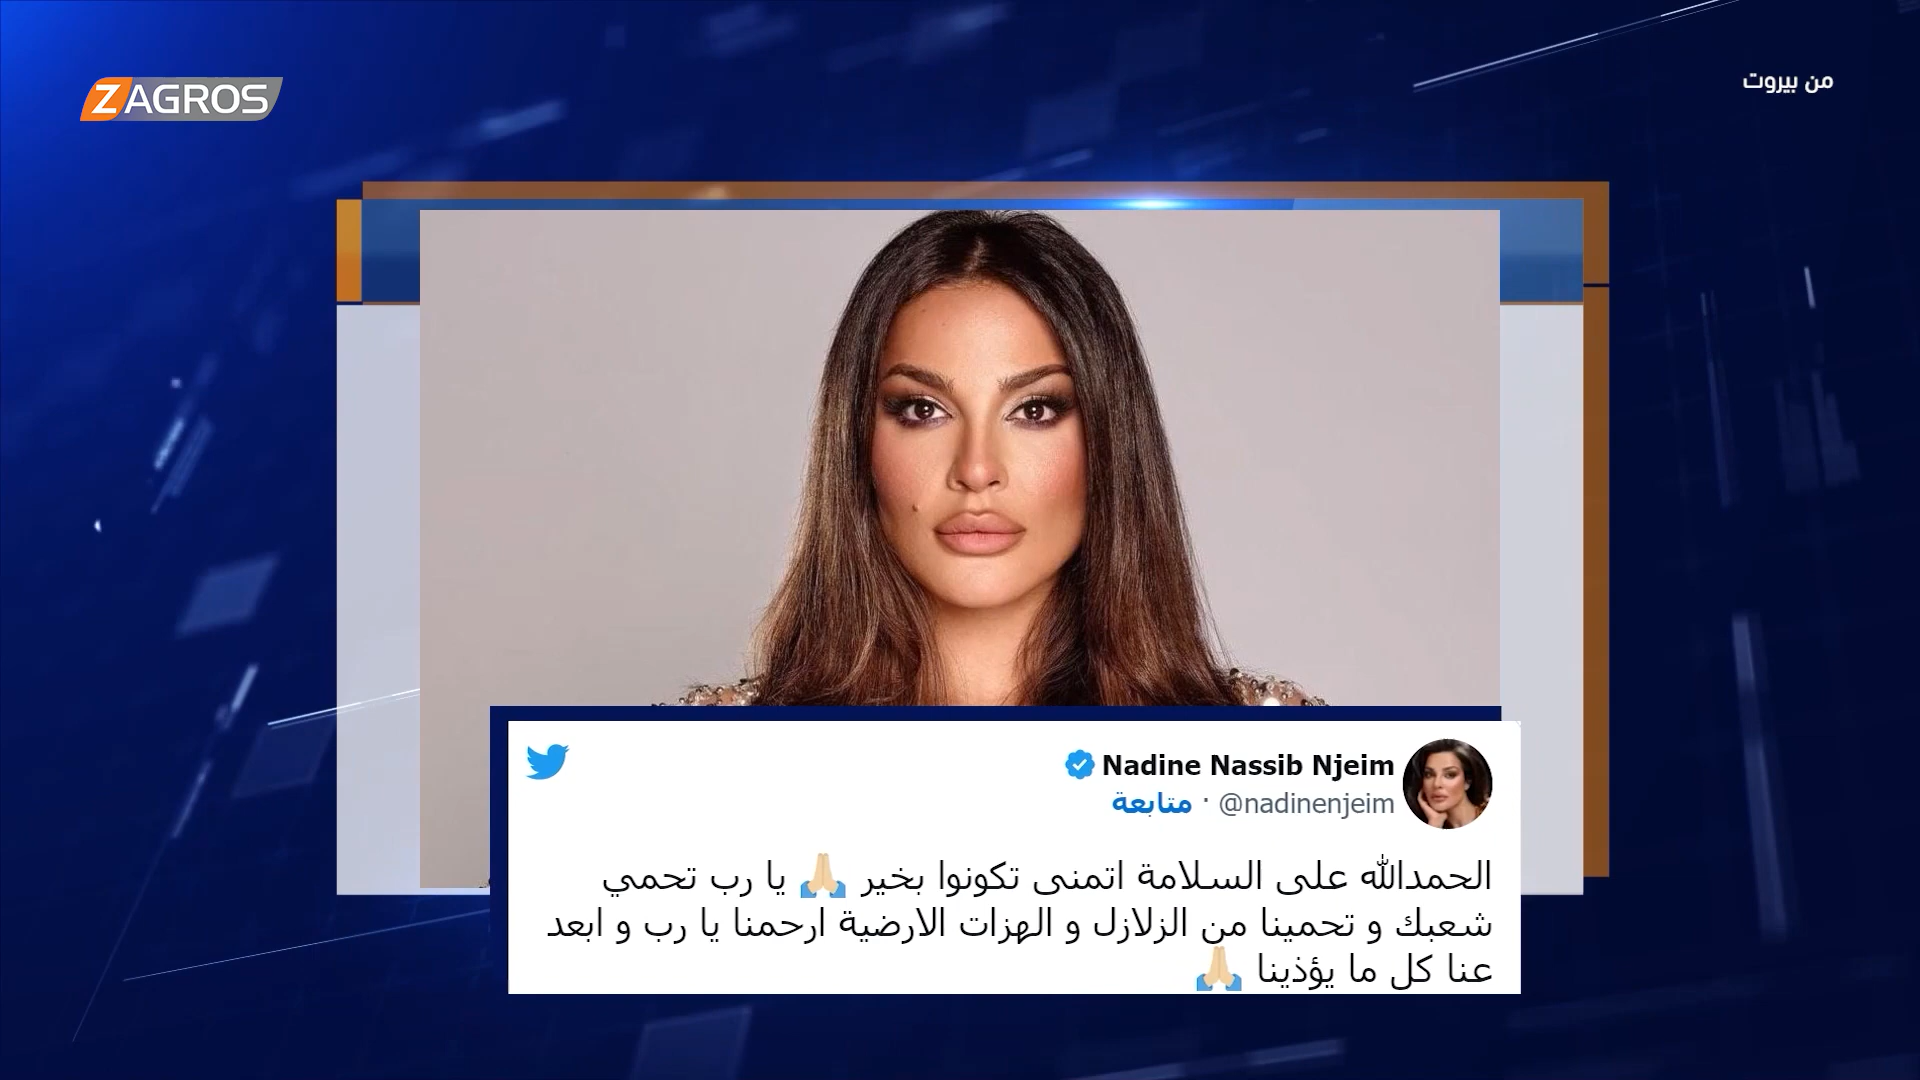 ZAGROS
من بيروت
Nadine Nassib Njeim
@nadinenjeim · متابعة
الحمدالله على السلامة اتمنى تكونوا بخير 🙏🏼 يا رب تحمي
شعبك و تحمينا من الزلازل و الهزات الارضية ارحمنا يا رب و ابعد
عنا كل ما يؤذينا 🙏🏼